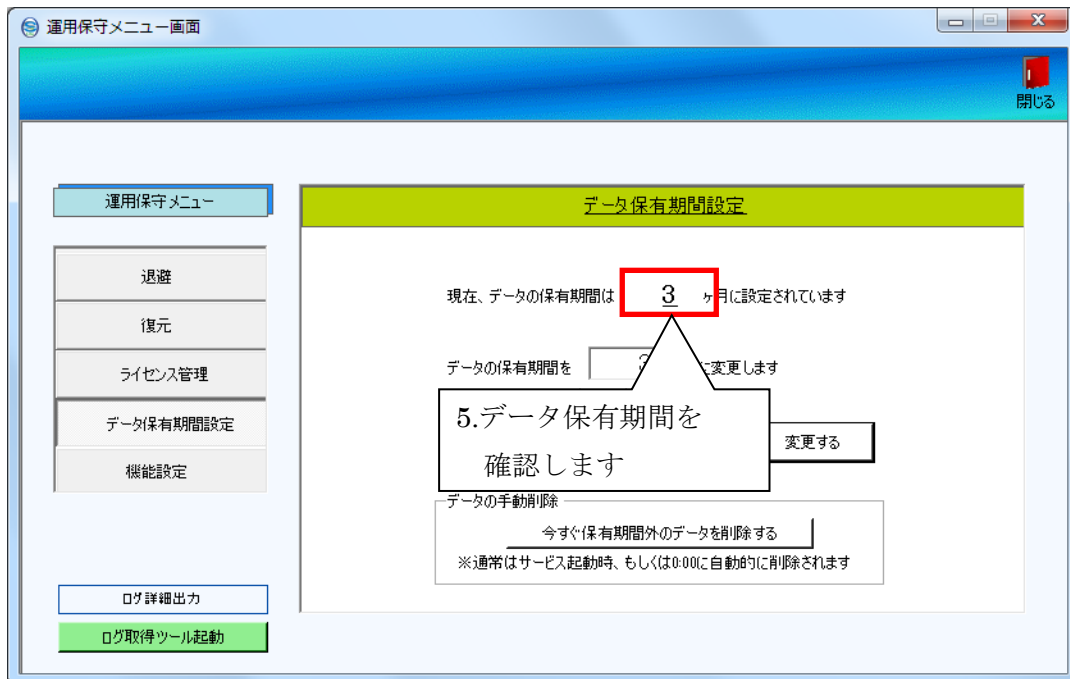 運用保守メニュー画面
閉じる
運用保守メニュー
データ保有期間設定
退避
復元
ライセンス管理
データ保有期間設定
機能設定
現在、データの保有期間は 3 ヶ月に設定されています
データの保有期間を 3 に変更します
5.データ保有期間を
確認します
変更する
データの手動削除
今すぐ保有期間外のデータを削除する
※通常はサービス起動時、もしくは0:00に自動的に削除されます
ログ詳細出力
ログ取得ツール起動